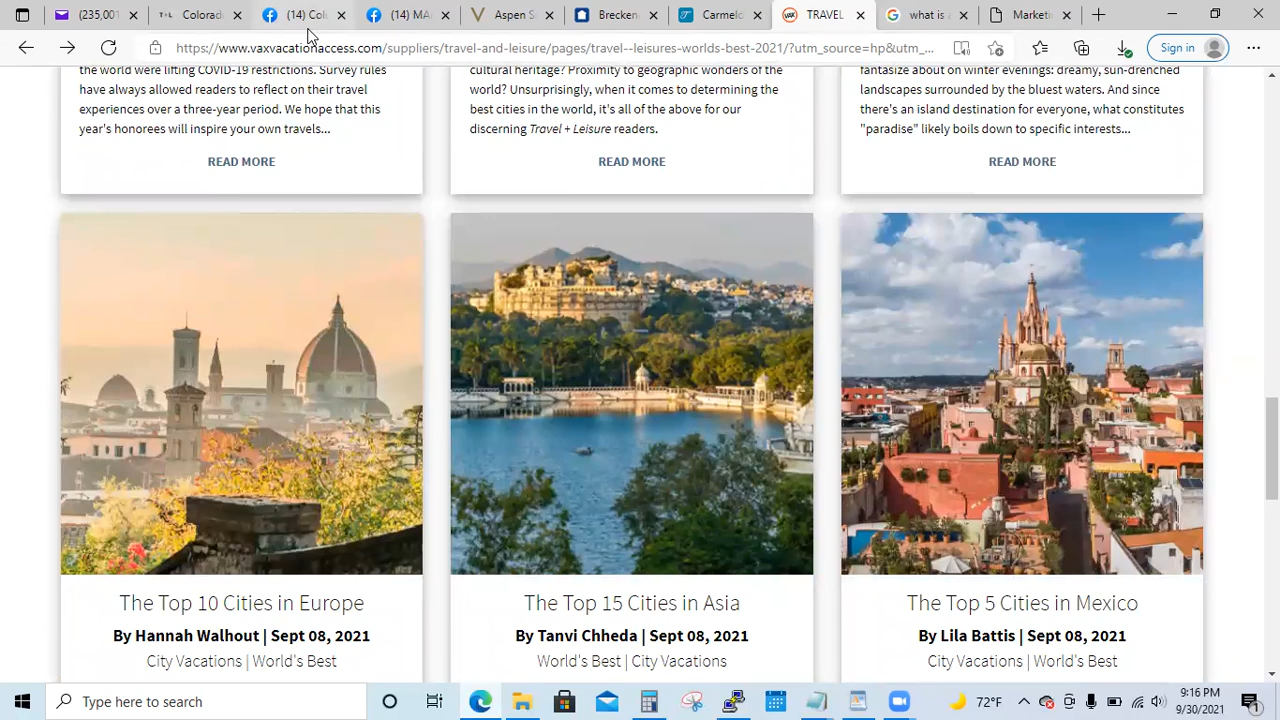 (235,001
T+L Colorado
(14) Col
(14) MA
Aspen S
Brecken
Carmelo
VAX TRAVEL
what is a
Marketin
https://www.vaxvacationaccess.com/suppliers/travel-and-leisure/pages/travel--leisures-worlds-best-2021/?utm_source=hp&utm_...
Sign in
the world were lifting COVID-19 restrictions. Survey rules
have always allowed readers to reflect on their travel
experiences over a three-year period. We hope that this
year's honorees will inspire your own travels...
READ MORE
cultural heritage? Proximity to geographic wonders of the
world? Unsurprisingly, when it comes to determining the
best cities in the world, it's all of the above for our
discerning Travel + Leisure readers.
READ MORE
fantasize about on winter evenings: dreamy, sun-drenched
landscapes surrounded by the bluest waters. And since
there's an island destination for everyone, what constitutes
"paradise" likely boils down to specific interests...
READ MORE
The Top 10 Cities in Europe
By Hannah Walhout | Sept 08, 2021
City Vacations | World's Best
The Top 15 Cities in Asia
By Tanvi Chheda | Sept 08, 2021
World's Best | City Vacations
The Top 5 Cities in Mexico
By Lila Battis | Sept 08, 2021
City Vacations | World's Best
Type here to search
72°F
9:16 PM
9/30/2021
1